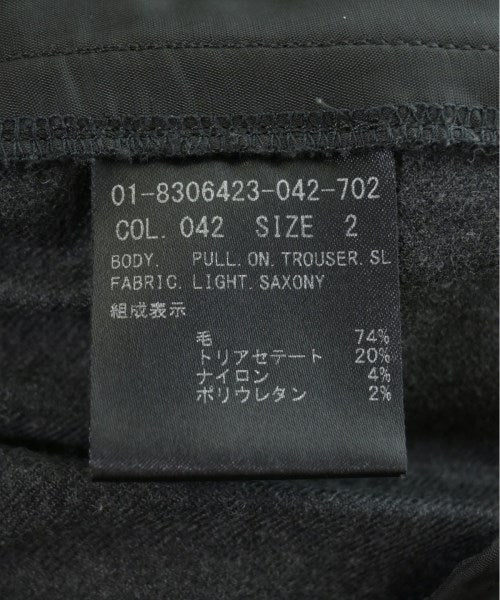 01-8306423-042-702
COL. 042 SIZE 2
BODY. PULL.ON.TROUSER.SL
FABRIC. LIGHT.SAXONY
組成表示
毛 74%
トリアセテート 20%
ナイロン 4%
ポリウレタン 2%